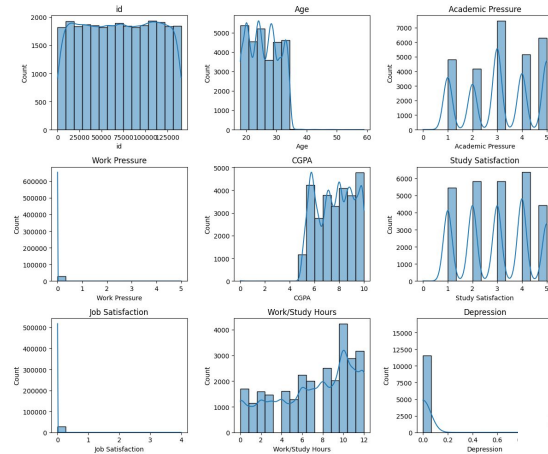 id
Age
Academic Pressure
2000
1500
1000
500
0
Count
0 25000 50000 75000 100000 125000
id
5000
4000
3000
2000
1000
0
Count
20 30 40 50 60
Age
7000
6000
5000
4000
3000
2000
1000
0
Count
0 1 2 3 4 5
Academic Pressure
Work Pressure
CGPA
Study Satisfaction
600000
500000
400000
300000
200000
100000
0
Count
0 1 2 3 4 5
Work Pressure
5000
4000
3000
2000
1000
0
Count
0 2 4 6 8 10
CGPA
6000
5000
4000
3000
2000
1000
0
Count
0 1 2 3 4 5
Study Satisfaction
Job Satisfaction
Work/Study Hours
Depression
500000
400000
300000
200000
100000
0
Count
0 1 2 3 4
Job Satisfaction
4000
3000
2000
1000
0
Count
0 2 4 6 8 10 12
Work/Study Hours
15000
12500
10000
7500
5000
2500
0
Count
0.0 0.2 0.4 0.6
Depression